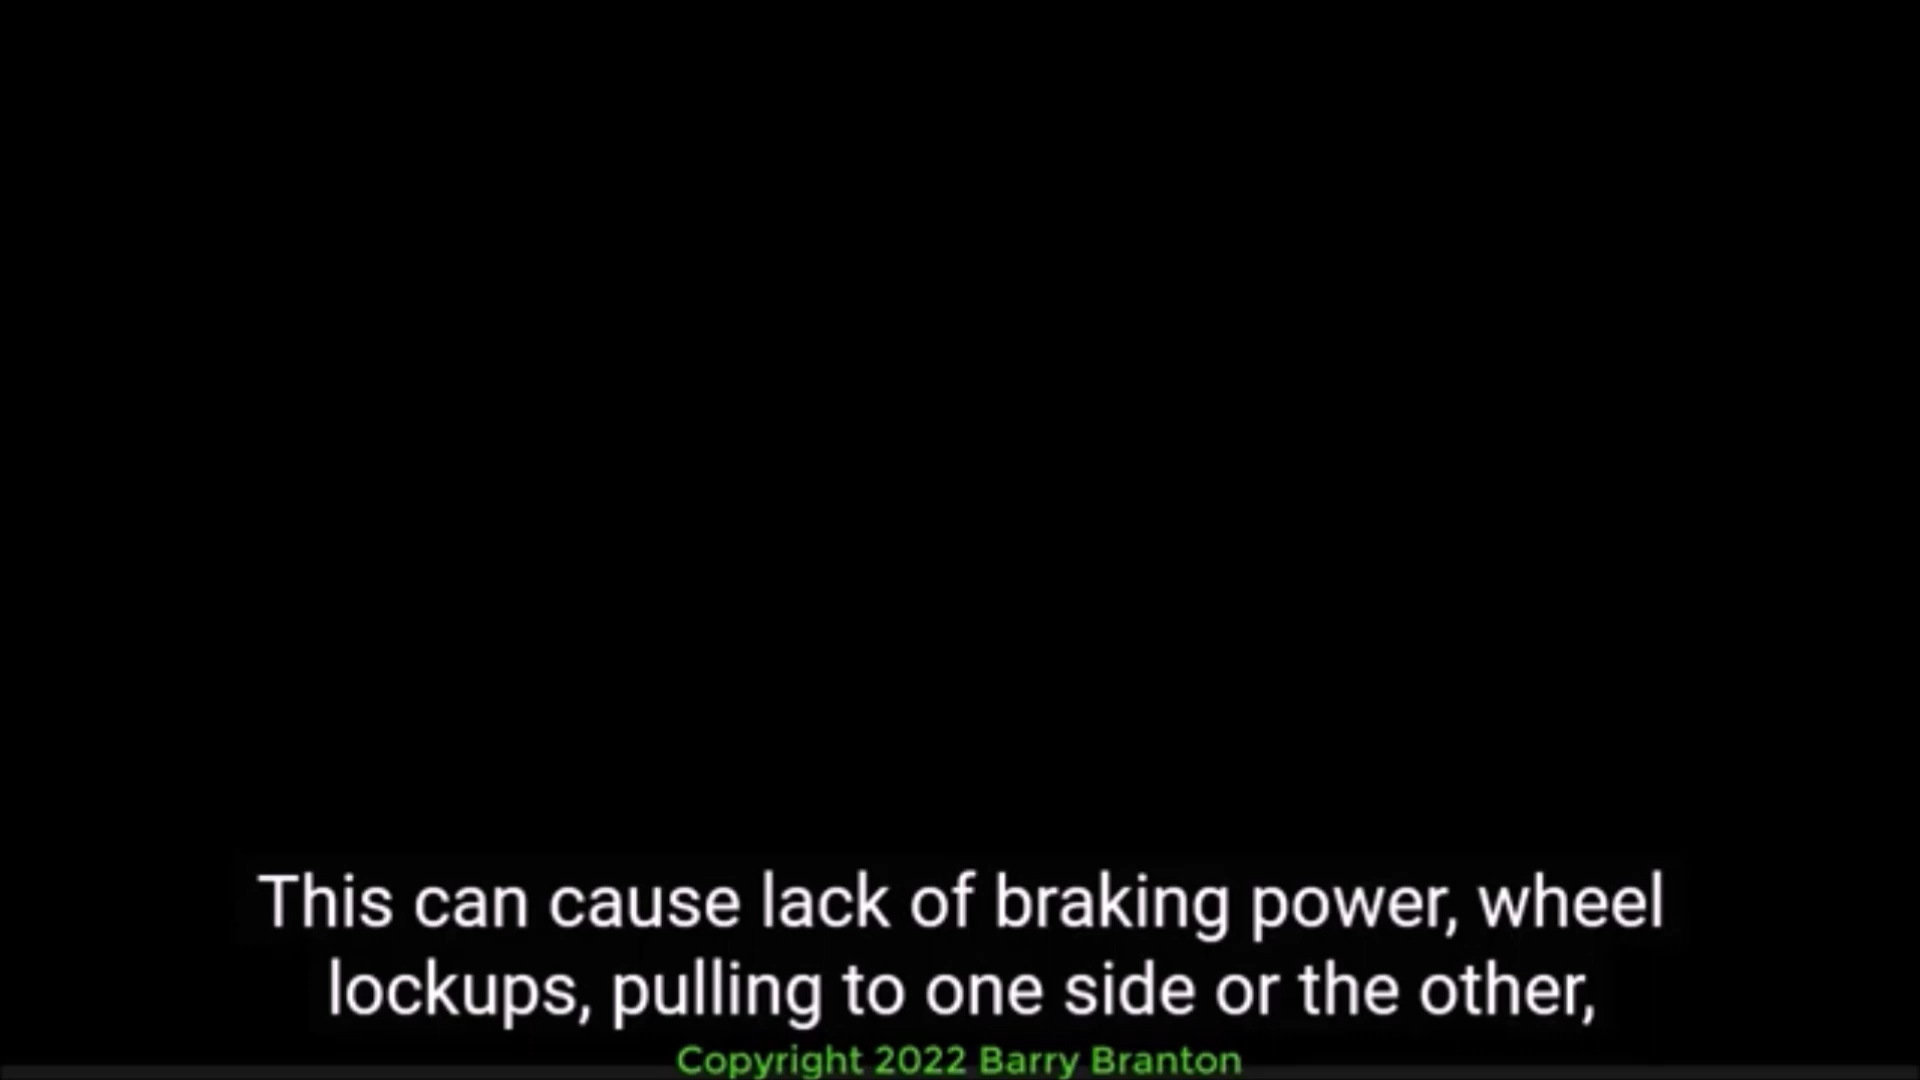 This can cause lack of braking power, wheel
lockups, pulling to one side or the other,
Copyright 2022 Barry Branton